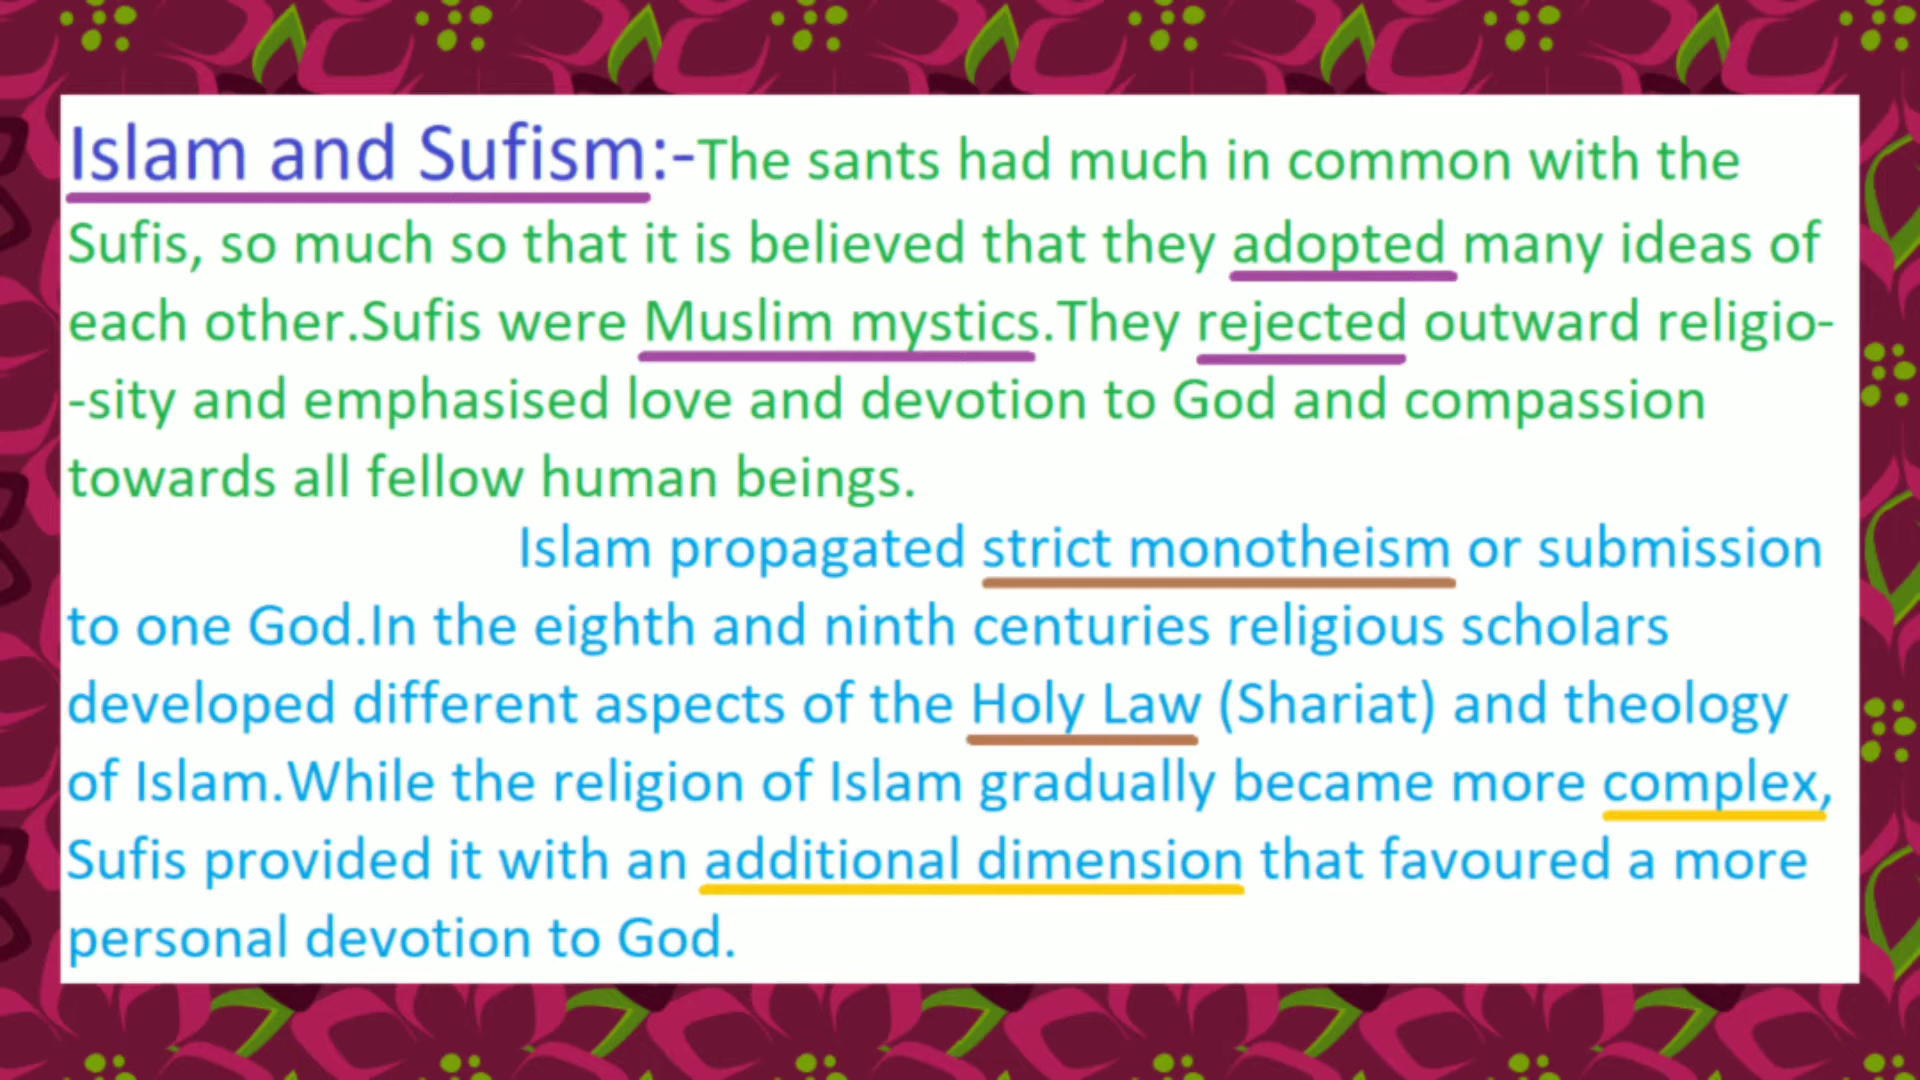 Islam and Sufism:-The sants had much in common with the
Sufis, so much so that it is believed that they adopted many ideas of
each other.Sufis were Muslim mystics.They rejected outward religio-
-sity and emphasised love and devotion to God and compassion
towards all fellow human beings.
Islam propagated strict monotheism or submission
to one God.In the eighth and ninth centuries religious scholars
developed different aspects of the Holy Law (Shariat) and theology
of Islam.While the religion of Islam gradually became more complex,
Sufis provided it with an additional dimension that favoured a more
personal devotion to God.